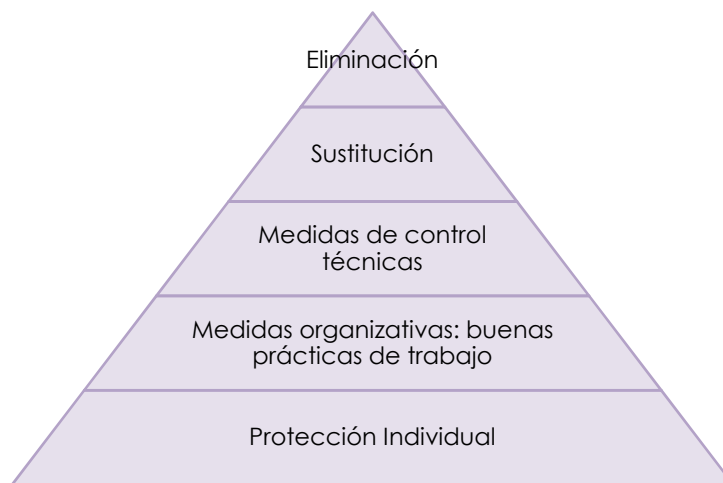 Eliminación
Sustitución
Medidas de control
técnicas
Medidas organizativas: buenas
prácticas de trabajo
Protección Individual